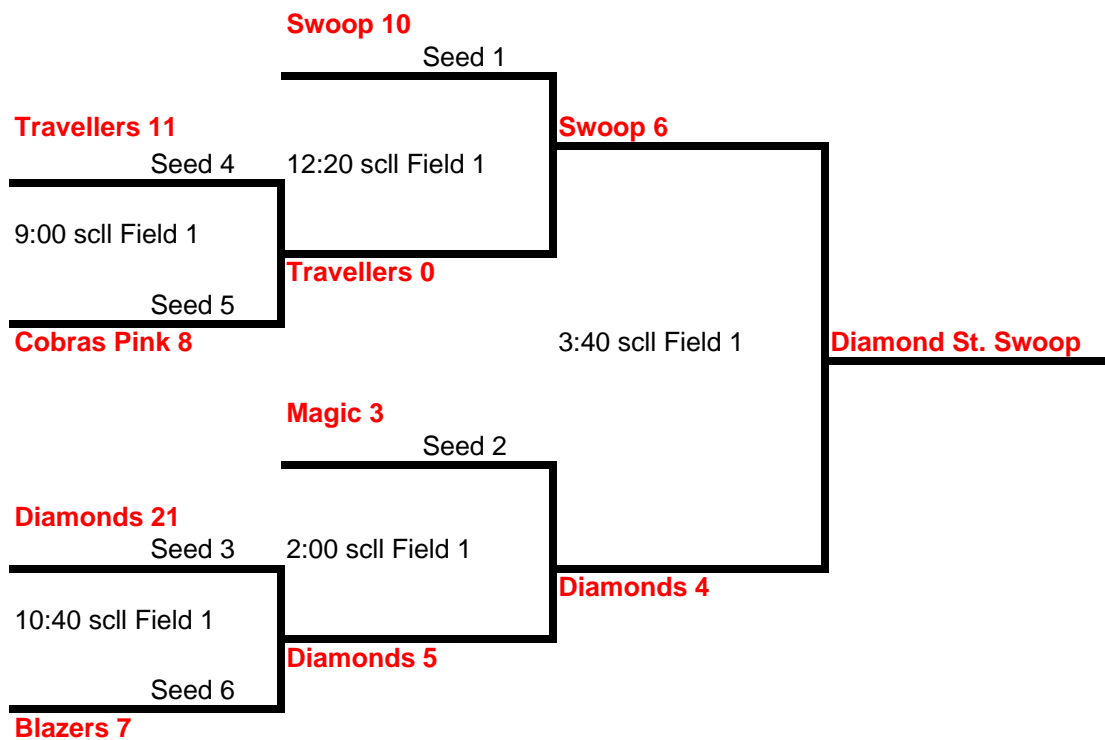 Swoop 10
Seed 1
Travellers 11
Swoop 6
Seed 4
12:20 scll Field 1
9:00 scll Field 1
Travellers 0
Seed 5
Cobras Pink 8
3:40 scll Field 1
Diamond St. Swoop
Magic 3
Seed 2
Diamonds 21
Seed 3
2:00 scll Field 1
Diamonds 4
10:40 scll Field 1
Diamonds 5
Seed 6
Blazers 7